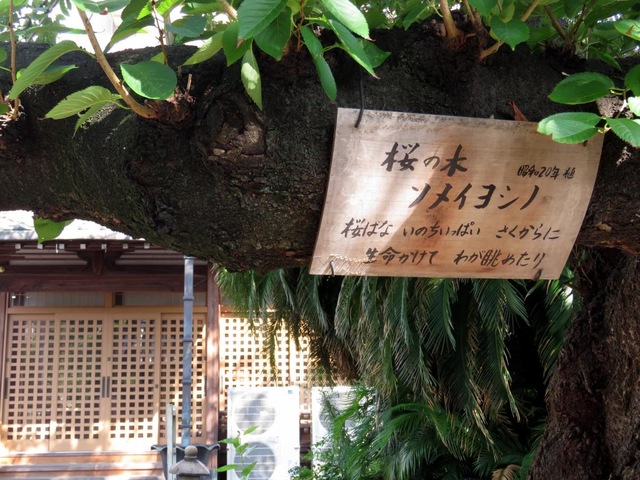 桜の木
昭和20年植
ソメイヨシノ
桜ばな いのちいっぱい さくからに
生命かけて わが眺めたり